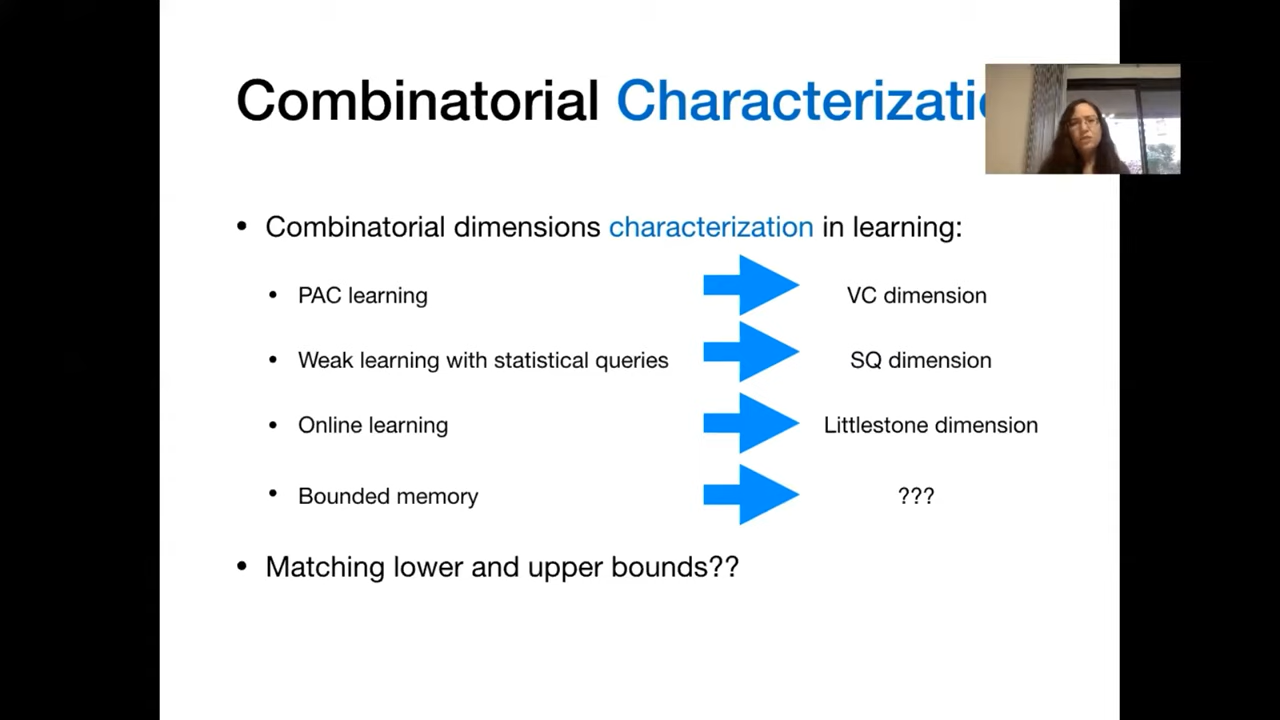 Combinatorial Characterizatio
• Combinatorial dimensions characterization in learning:
• PAC learning VC dimension
• Weak learning with statistical queries SQ dimension
• Online learning Littlestone dimension
• Bounded memory ???
• Matching lower and upper bounds??